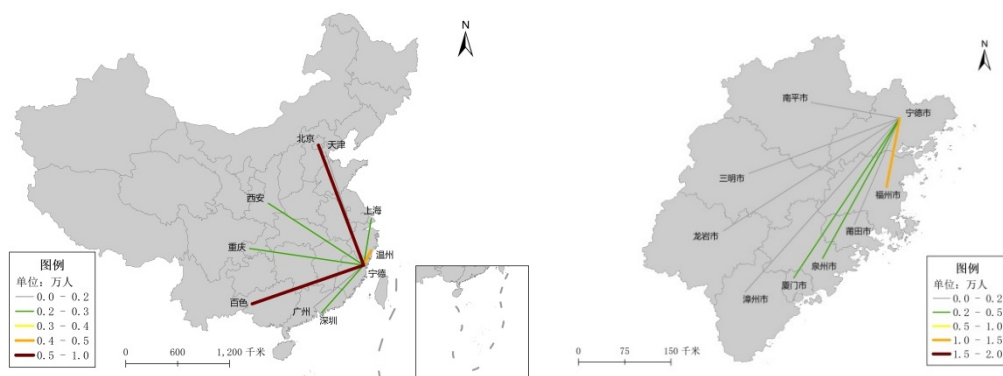 N
北京
天津
西安
上海
重庆
温州
宁德
百色
广州
深圳
图例
单位: 万人
0.0 - 0.2
0.2 - 0.3
0.3 - 0.4
0.4 - 0.5
0.5 - 1.0
0 600 1,200 千米
N
南平市
宁德市
三明市
福州市
龙岩市
莆田市
泉州市
厦门市
漳州市
图例
单位: 万人
0.0 - 0.2
0.2 - 0.5
0.5 - 1.0
1.0 - 1.5
1.5 - 2.0
0 75 150 千米